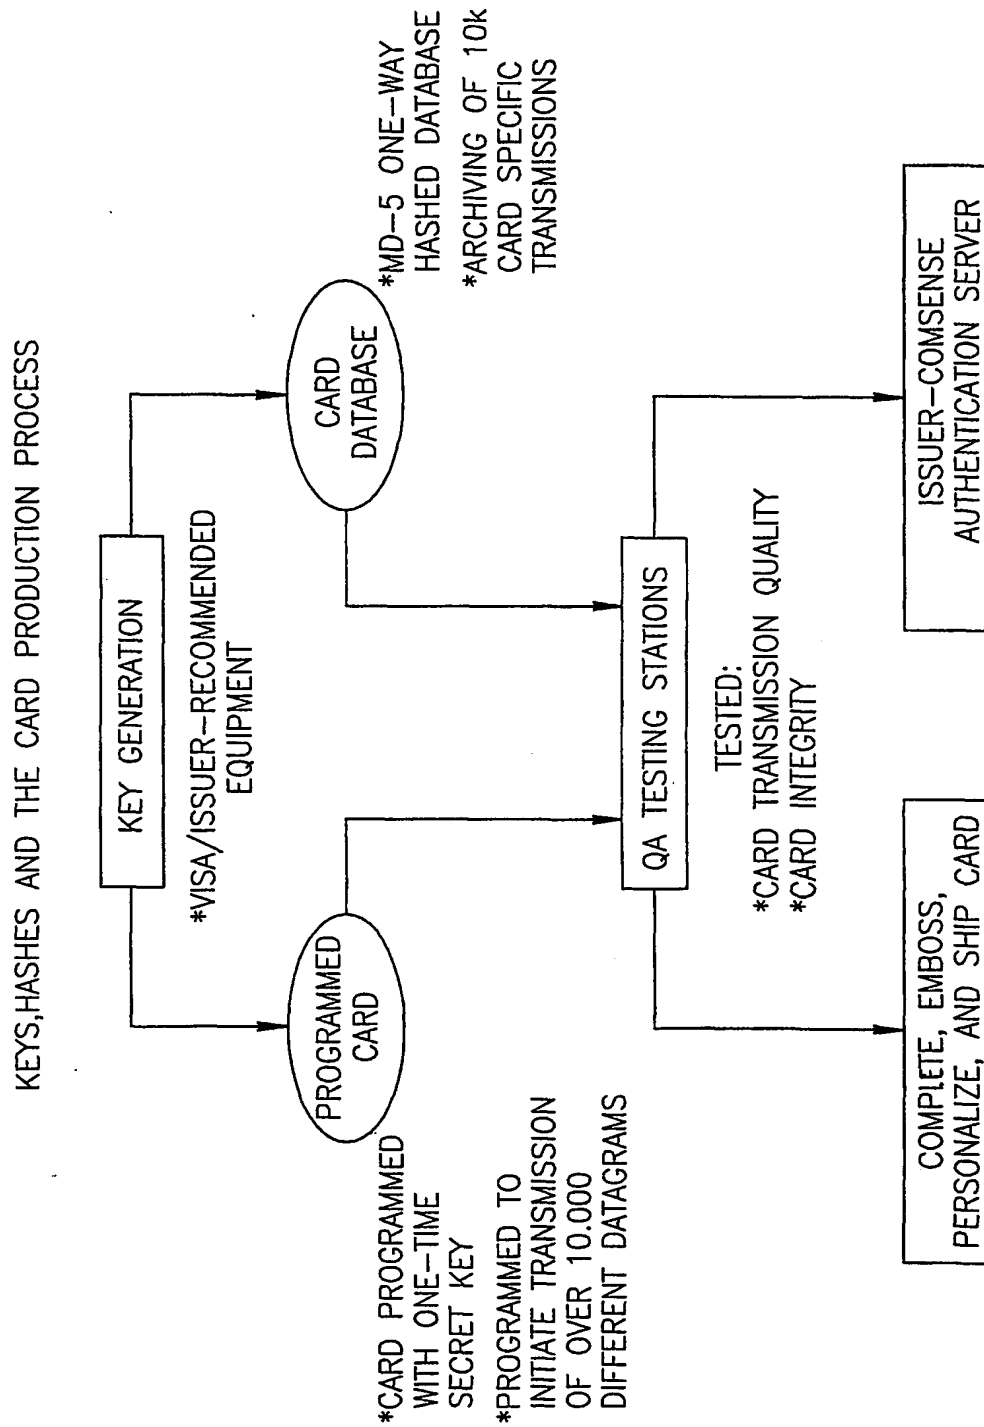 KEYS,HASHES AND THE CARD PRODUCTION PROCESS
KEY GENERATION
*VISA/ISSUER-RECOMMENDED
EQUIPMENT
PROGRAMMED
CARD
*CARD PROGRAMMED
WITH ONE-TIME
SECRET KEY
*PROGRAMMED TO
INITIATE TRANSMISSION
OF OVER 10.000
DIFFERENT DATAGRAMS
CARD
DATABASE
*MD-5 ONE-WAY
HASHED DATABASE
*ARCHIVING OF 10k
CARD SPECIFIC
TRANSMISSIONS
QA TESTING STATIONS
TESTED:
*CARD TRANSMISSION QUALITY
*CARD INTEGRITY
COMPLETE, EMBOSS,
PERSONALIZE, AND SHIP CARD
ISSUER-COMSENSE
AUTHENTICATION SERVER